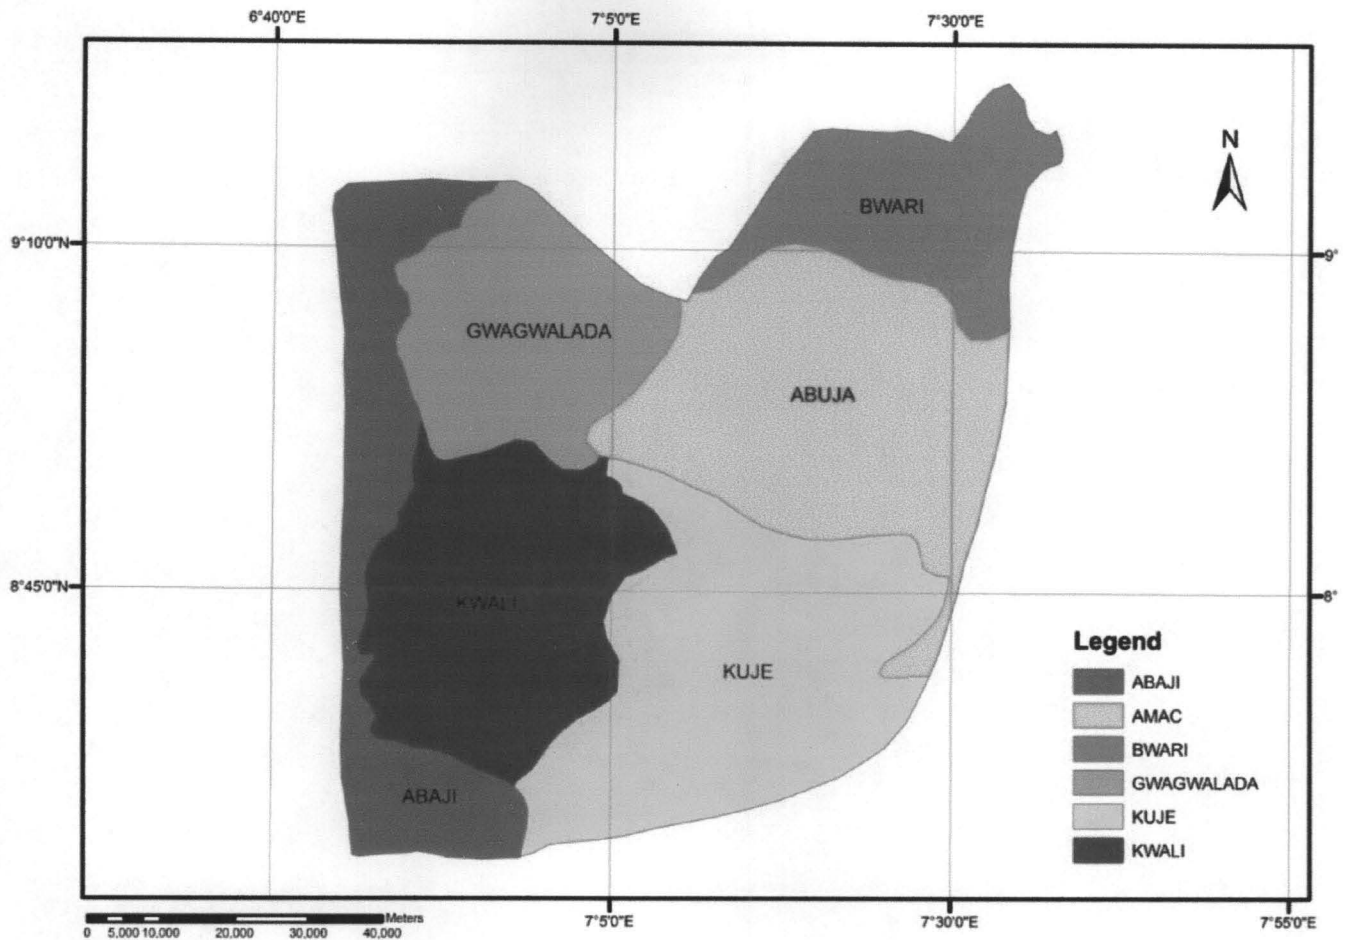 6°40'0"E 7°5'0"E 7°30'0"E
N
BWARI
9°10'0"N 9°
GWAGWALADA
ABUJA
8°45'0"N 8°
KWALI
KUJE
Legend
ABAJI
AMAC
BWARI
GWAGWALADA
KUJE
KWALI
ABAJI
7°5'0"E 7°30'0"E 7°55'0"E
Meters
0 5,000 10,000 20,000 30,000 40,000